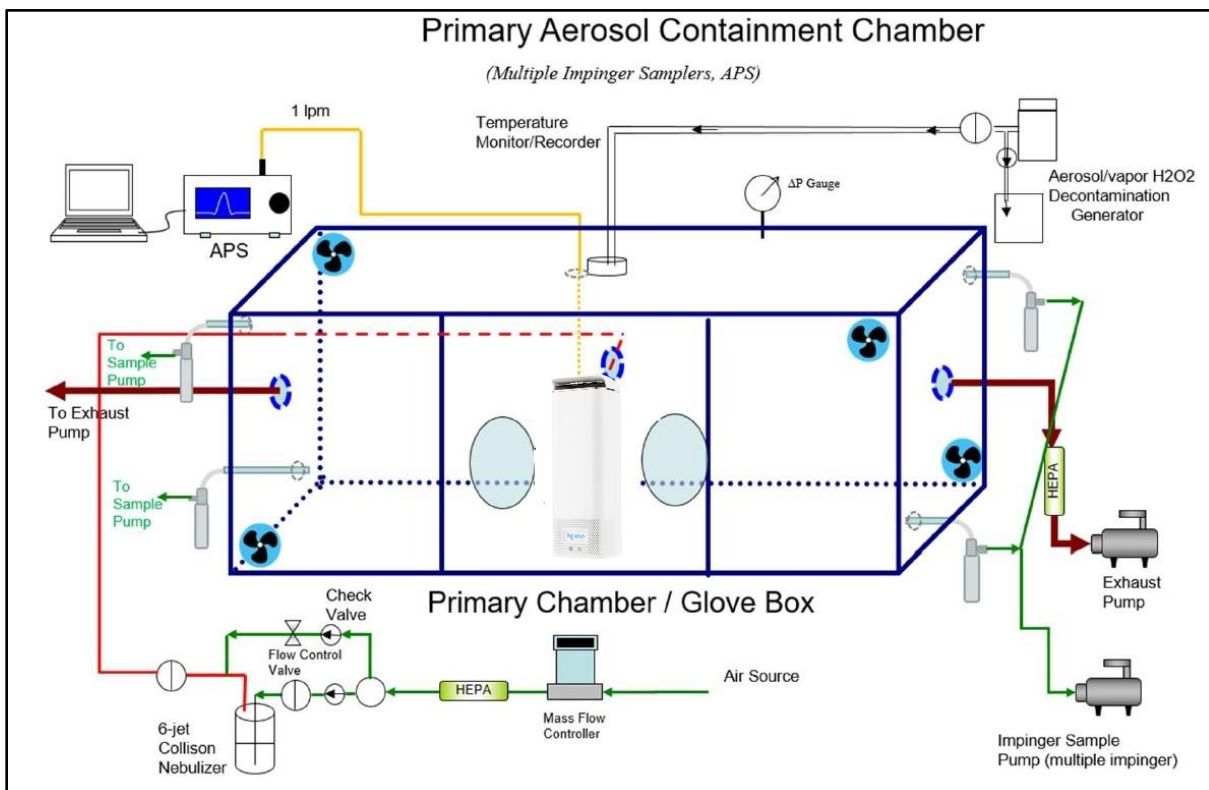 Primary Aerosol Containment Chamber
(Multiple Impinger Samplers, APS)
1 lpm
Temperature
Monitor/Recorder
ΔP Gauge
Aerosol/vapor H2O2
Decontamination
Generator
APS
To
Sample
Pump
To Exhaust
Pump
To
Sample
Pump
HEPA
Exhaust
Pump
Primary Chamber / Glove Box
Check
Valve
Flow Control
Valve
HEPA
Air Source
Mass Flow
Controller
6-jet
Collison
Nebulizer
Impinger Sample
Pump (multiple impinger)